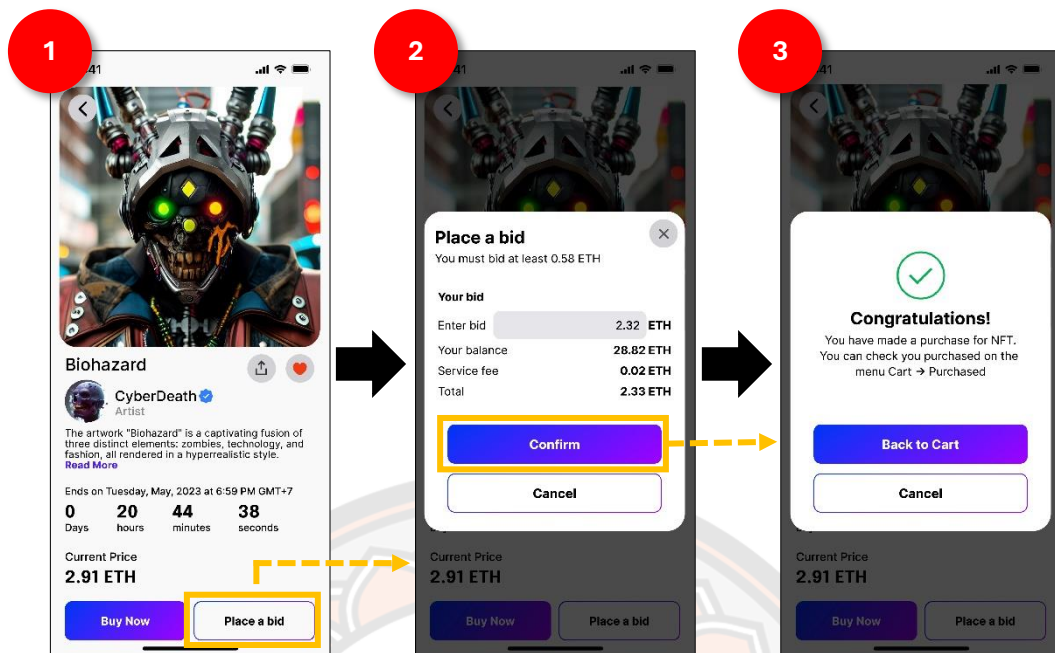 1
41
Biohazard
CyberDeath
Artist
The artwork "Biohazard" is a captivating fusion of
three distinct elements: zombies, technology, and
fashion, all rendered in a hyperrealistic style.
Read More
Ends on Tuesday, May, 2023 at 6:59 PM GMT+7
0 20 44 38
Days hours minutes seconds
Current Price
2.91 ETH
Buy Now Place a bid
2
41
Place a bid
You must bid at least 0.58 ETH
Your bid
Enter bid 2.32 ETH
Your balance 28.82 ETH
Service fee 0.02 ETH
Total 2.33 ETH
Confirm
Cancel
Current Price
2.91 ETH
Buy Now Place a bid
3
41
Congratulations!
You have made a purchase for NFT.
You can check you purchased on the
menu Cart → Purchased
Back to Cart
Cancel
Current Price
2.91 ETH
Buy Now Place a bid